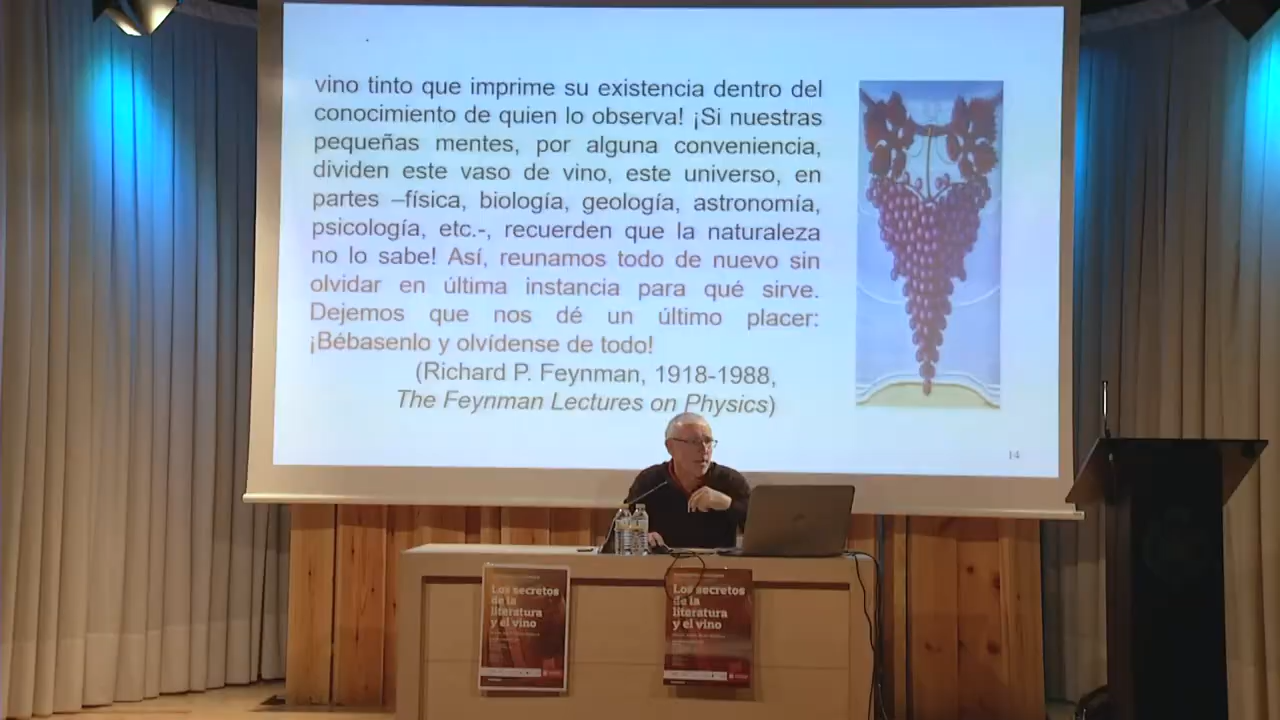 vino tinto que imprime su existencia dentro del
conocimiento de quien lo observa! ¡Si nuestras
pequeñas mentes, por alguna conveniencia,
dividen este vaso de vino, este universo, en
partes –física, biología, geología, astronomía,
psicología, etc.-, recuerden que la naturaleza
no lo sabe! Así, reunamos todo de nuevo sin
olvidar en última instancia para qué sirve.
Dejemos que nos dé un último placer:
¡Bébasenlo y olvídense de todo!
(Richard P. Feynman, 1918-1988,
The Feynman Lectures on Physics)
14
Los secretos
de la
literatura
y el vino
Los secretos
de la
literatura
y el vino